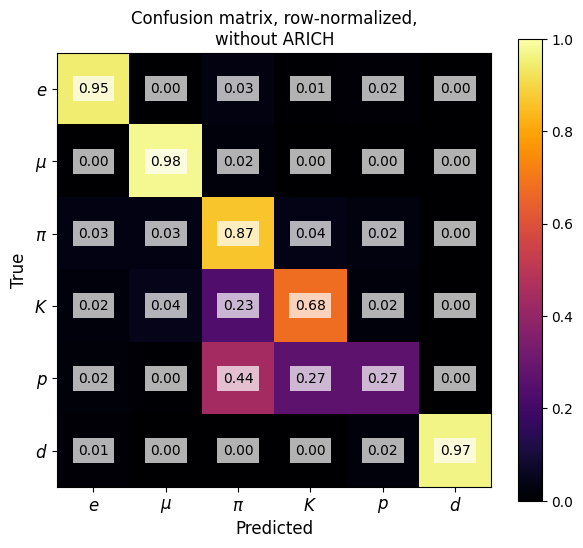 Confusion matrix, row-normalized,
without ARICH
1.0
e 0.95 0.00 0.03 0.01 0.02 0.00
μ 0.00 0.98 0.02 0.00 0.00 0.00
0.8
π 0.03 0.03 0.87 0.04 0.02 0.00
0.6
True
K 0.02 0.04 0.23 0.68 0.02 0.00
0.4
p 0.02 0.00 0.44 0.27 0.27 0.00
0.2
d 0.01 0.00 0.00 0.00 0.02 0.97
0.0
e μ π K p d
Predicted